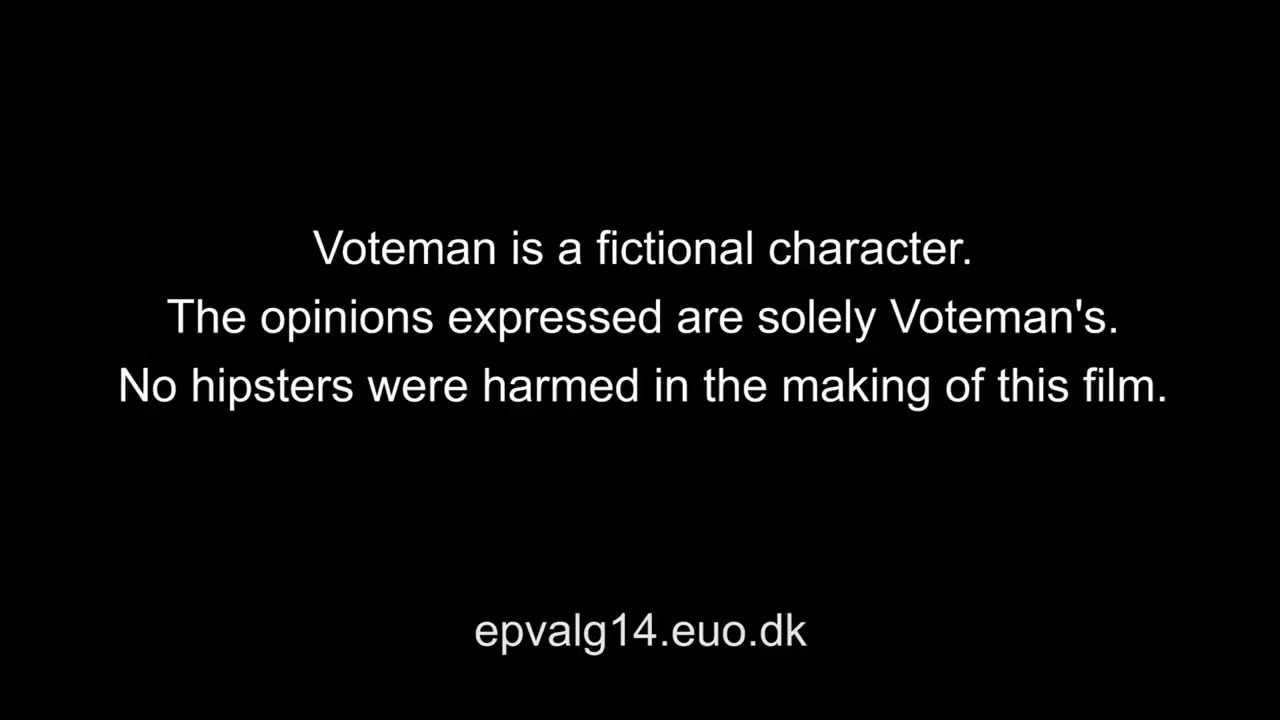 Voteman is a fictional character.
The opinions expressed are solely Voteman's.
No hipsters were harmed in the making of this film.
epvalg14.euo.dk